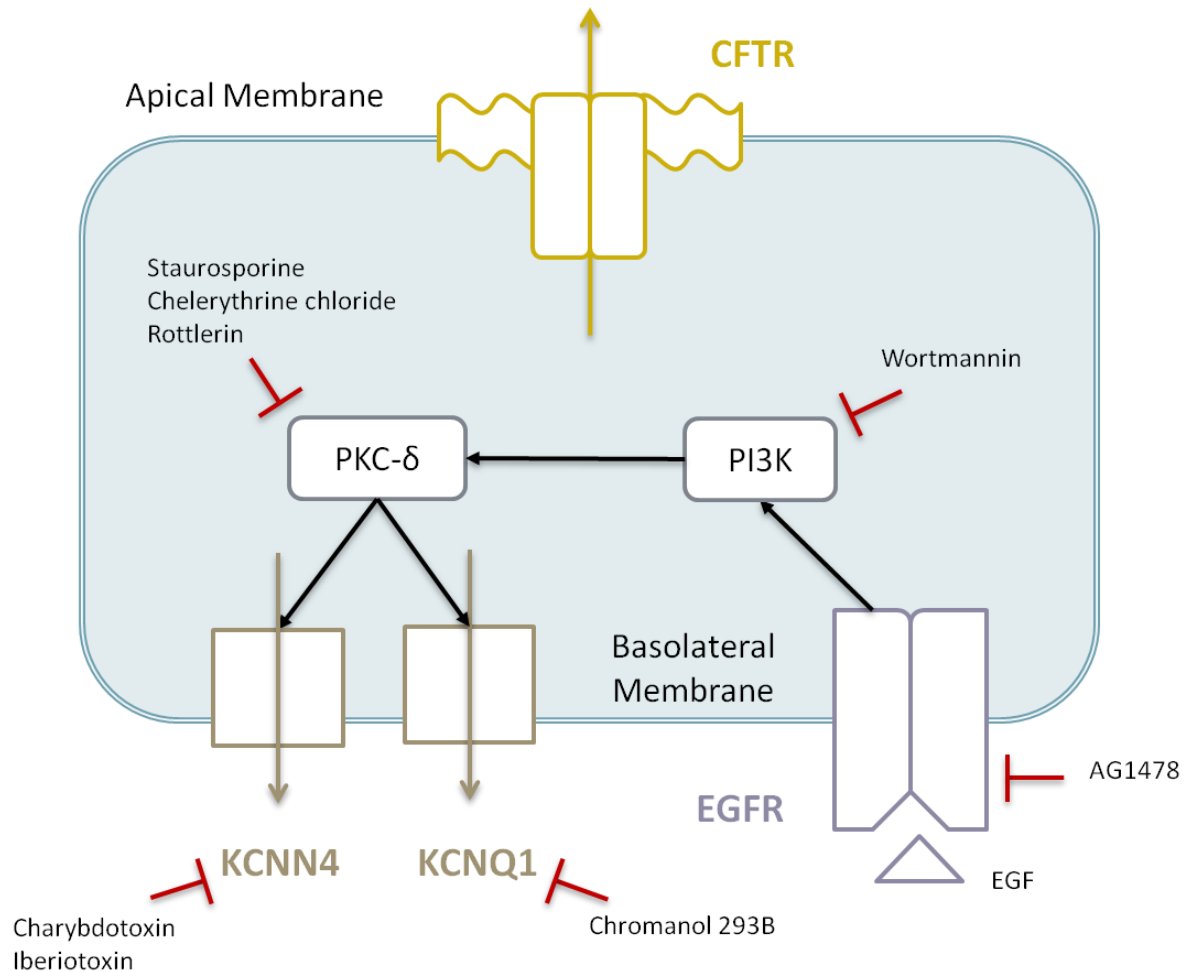 CFTR
Apical Membrane
Staurosporine
Chelerythrine chloride
Rottlerin
Wortmannin
PKC-δ
PI3K
Basolateral
Membrane
AG1478
EGFR
KCNN4
KCNQ1
EGF
Charybdotoxin
Iberiotoxin
Chromanol 293B